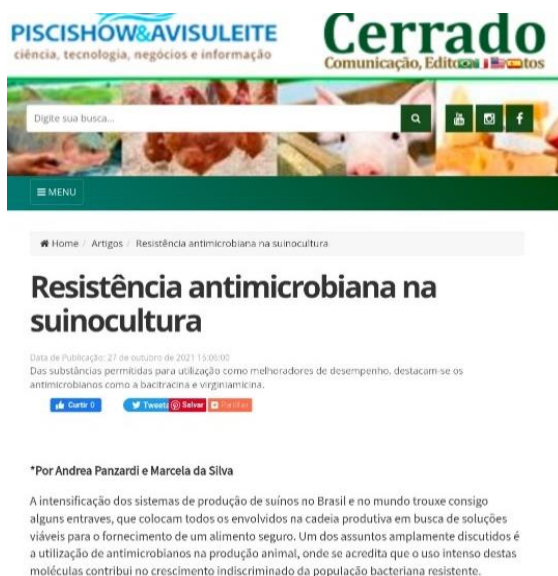 PISCISHOW&AVISULEITE
ciência, tecnologia, negócios e informação
Cerrado
Comunicação, Editora tos
Digite sua busca...
MENU
Home / Artigos / Resistência antimicrobiana na suinocultura
Resistência antimicrobiana na
suinocultura
Data de Publicação: 27 de outubro de 2021 15:06:00
Das substâncias permitidas para utilização como melhoradores de desempenho, destacam-se os
antimicrobianos como a bacitracina e virginiamicina.
Curtir 0 Tweetar Salvar Partilhar
*Por Andrea Panzardi e Marcela da Silva
A intensificação dos sistemas de produção de suínos no Brasil e no mundo trouxe consigo
alguns entraves, que colocam todos os envolvidos na cadeia produtiva em busca de soluções
viáveis para o fornecimento de um alimento seguro. Um dos assuntos amplamente discutidos é
a utilização de antimicrobianos na produção animal, onde se acredita que o uso intenso destas
moléculas contribui no crescimento indiscriminado da população bacteriana resistente.